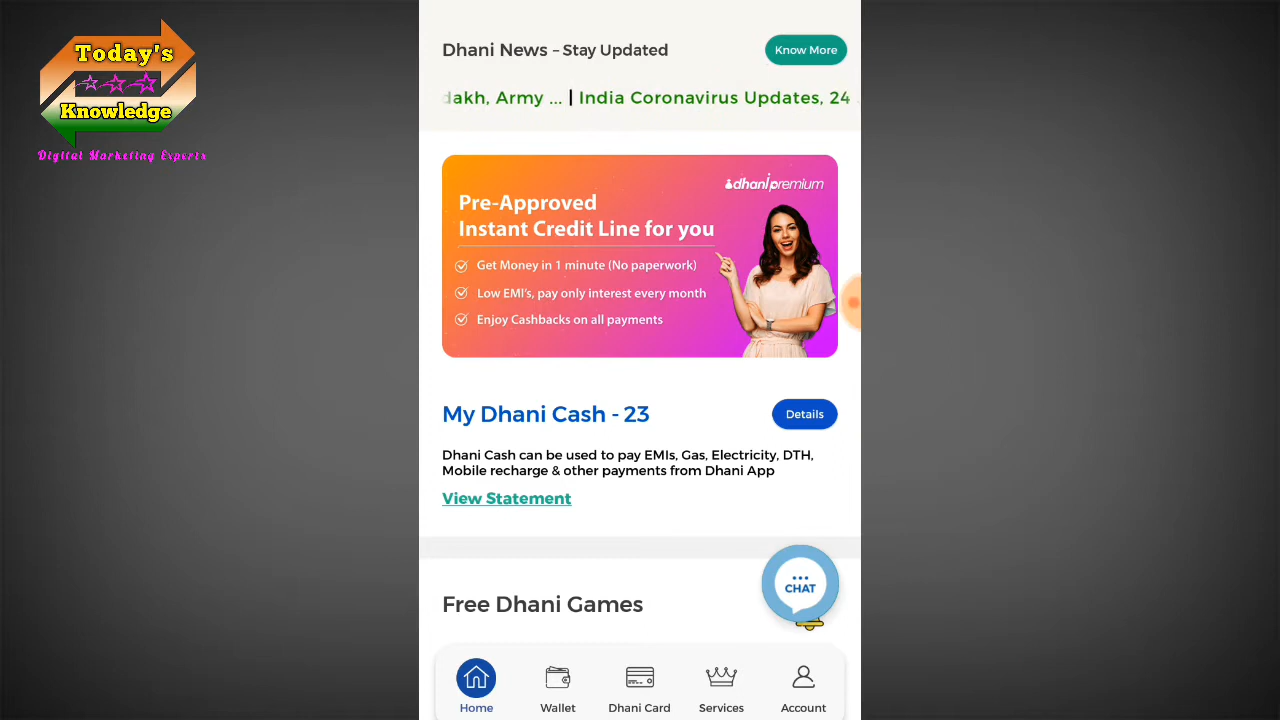 Today's
Knowledge
Digital Marketing Experts
Dhani News – Stay Updated
Know More
dakh, Army ... | India Coronavirus Updates, 24
dhani premium
Pre-Approved
Instant Credit Line for you
Get Money in 1 minute (No paperwork)
Low EMI's, pay only interest every month
Enjoy Cashbacks on all payments
My Dhani Cash - 23
Details
Dhani Cash can be used to pay EMIs, Gas, Electricity, DTH,
Mobile recharge & other payments from Dhani App
View Statement
CHAT
Free Dhani Games
Home
Wallet
Dhani Card
Services
Account